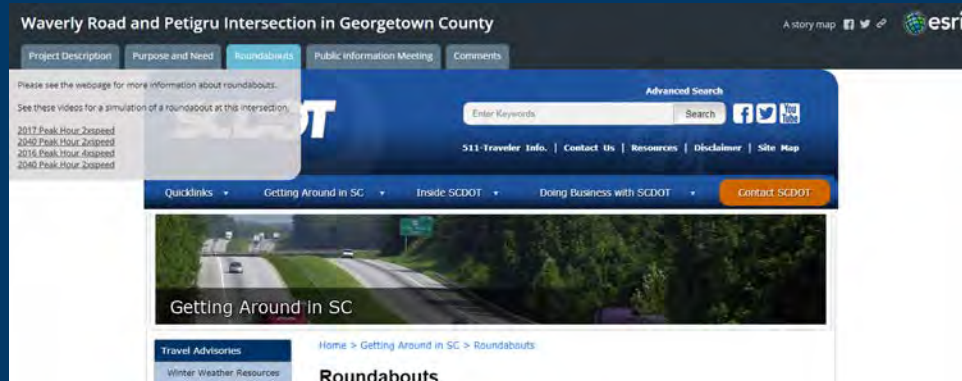 Waverly Road and Petigru Intersection in Georgetown County
A story map
esri
Project Description Purpose and Need Roundabouts Public Information Meeting Comments
Please see the webpage for more information about roundabouts.
See these videos for a simulation of a roundabout at this intersection.
2017 Peak Hour 2xspeed
2040 Peak Hour 2xspeed
2016 Peak Hour 4xspeed
2040 Peak Hour 2xspeed
SCDOT
Advanced Search
Enter Keywords Search
You Tube
511-Traveler Info. | Contact Us | Resources | Disclaimer | Site Map
Quicklinks Getting Around in SC Inside SCDOT Doing Business with SCDOT Contact SCDOT
Getting Around in SC
Travel Advisories
Winter Weather Resources
Home > Getting Around in SC > Roundabouts
Roundabouts